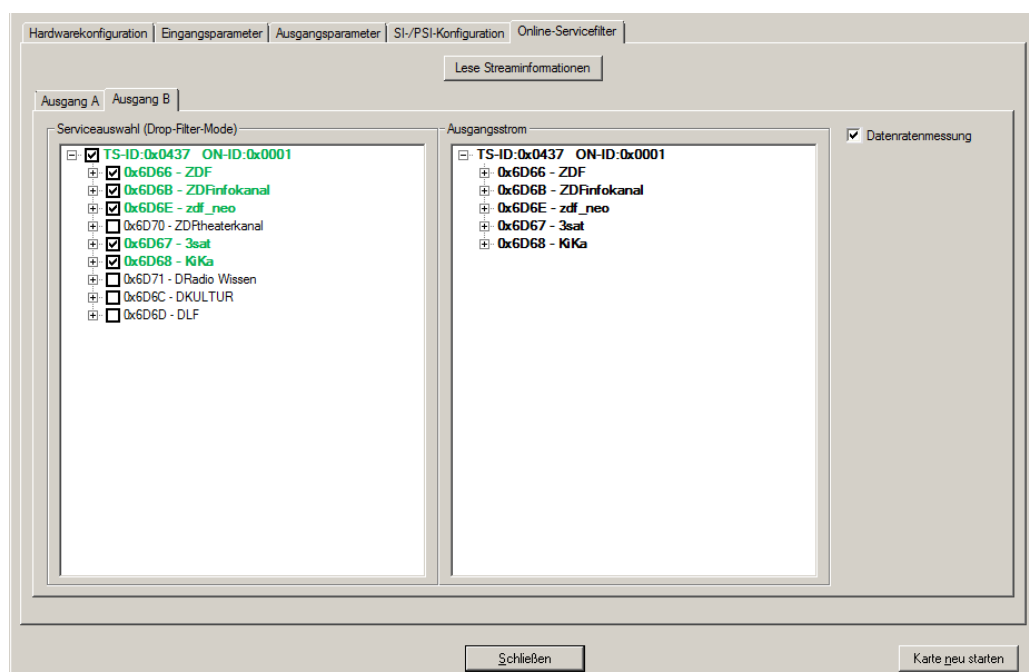 Hardwarekonfiguration Eingangsparameter Ausgangsparameter SI-/PSI-Konfiguration Online-Servicefilter
Lese Streaminformationen
Ausgang A Ausgang B
Serviceauswahl (Drop-Filter-Mode)
TS-ID:0x0437 ON-ID:0x0001
0x6D66 - ZDF
0x6D6B - ZDFinfokanal
0x6D6E - zdf_neo
0x6D70 - ZDFtheaterkanal
0x6D67 - 3sat
0x6D68 - KiKa
0x6D71 - DRadio Wissen
0x6D6C - DKULTUR
0x6D6D - DLF
Ausgangsstrom
TS-ID:0x0437 ON-ID:0x0001
0x6D66 - ZDF
0x6D6B - ZDFinfokanal
0x6D6E - zdf_neo
0x6D67 - 3sat
0x6D68 - KiKa
Datenratenmessung
Schließen
Karte neu starten